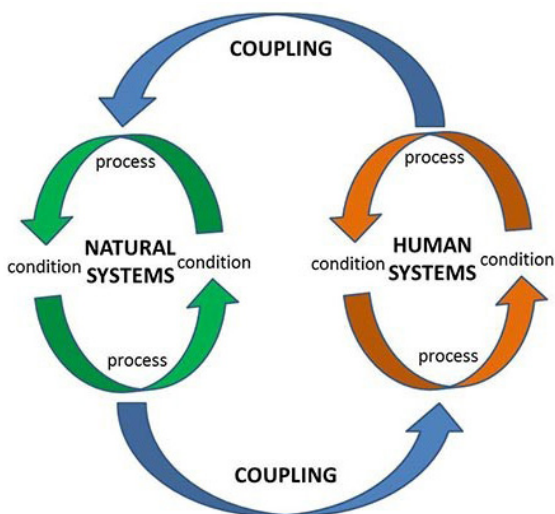 COUPLING
process
process
NATURAL
SYSTEMS
condition
condition
HUMAN
SYSTEMS
condition
condition
process
process
COUPLING